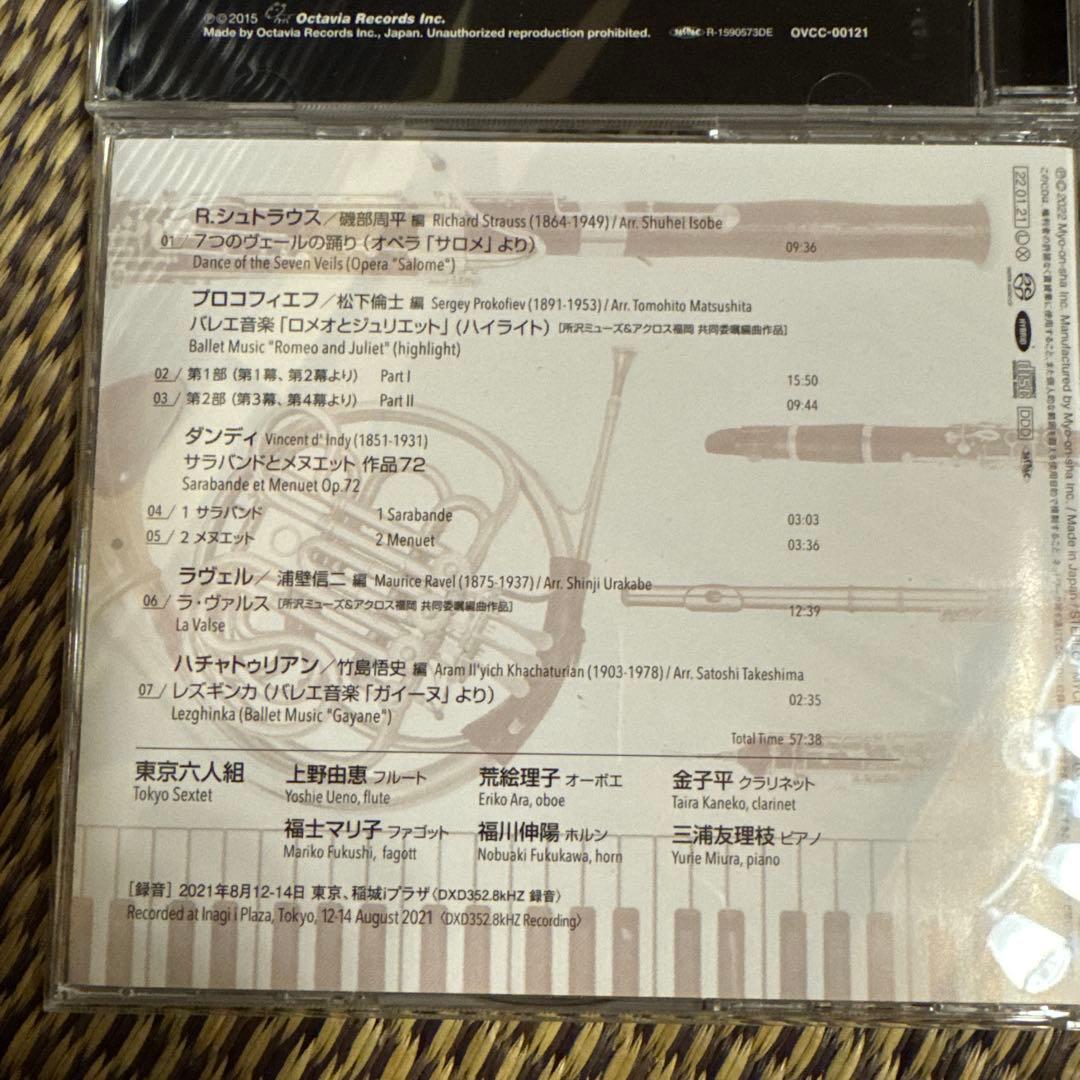 ℗©2015 Octavia Records Inc.
Made by Octavia Records Inc., Japan. Unauthorized reproduction prohibited. R-1590573DE OVCC-00121
R.シュトラウス／磯部周平 編 Richard Strauss (1864-1949) / Arr. Shuhei Isobe
01／7つのヴェールの踊り（オペラ「サロメ」より） 09:36
Dance of the Seven Veils (Opera "Salome")
プロコフィエフ／松下倫士 編 Sergey Prokofiev (1891-1953) / Arr. Tomohito Matsushita
バレエ音楽「ロメオとジュリエット」（ハイライト）［所沢ミューズ&アクロス福岡 共同委嘱編曲作品］
Ballet Music "Romeo and Juliet" (highlight)
02／第1部（第1幕、第2幕より） Part I 15:50
03／第2部（第3幕、第4幕より） Part II 09:44
ダンディ Vincent d' Indy (1851-1931)
サラバンドとメヌエット 作品72
Sarabande et Menuet Op.72
04／1 サラバンド 1 Sarabande 03:03
05／2 メヌエット 2 Menuet 03:36
ラヴェル／浦壁信二 編 Maurice Ravel (1875-1937) / Arr. Shinji Urakabe
06／ラ・ヴァルス［所沢ミューズ&アクロス福岡 共同委嘱編曲作品］ 12:39
La Valse
ハチャトゥリアン／竹島悟史 編 Aram Il'yich Khachaturian (1903-1978) / Arr. Satoshi Takeshima
07／レズギンカ（バレエ音楽「ガイーヌ」より） 02:35
Lezghinka (Ballet Music "Gayane")
Total Time 57:38
東京六人組 上野由恵 フルート 荒絵理子 オーボエ 金子平 クラリネット
Tokyo Sextet Yoshie Ueno, flute Eriko Ara, oboe Taira Kaneko, clarinet
福士マリ子 ファゴット 福川伸陽 ホルン 三浦友理枝 ピアノ
Mariko Fukushi, fagott Nobuaki Fukukawa, horn Yurie Miura, piano
［録音］2021年8月12-14日 東京、稲城iプラザ〈DXD352.8kHZ 録音〉
Recorded at Inagi i Plaza, Tokyo, 12-14 August 2021 〈DXD352.8kHZ Recording〉
℗©2022 Myo-on-sha Inc. Manufactured by Myo-on-sha Inc. / Made in Japan / STEREO
22.01.21 Ⓛ Ⓧ HYBRID disc DDD